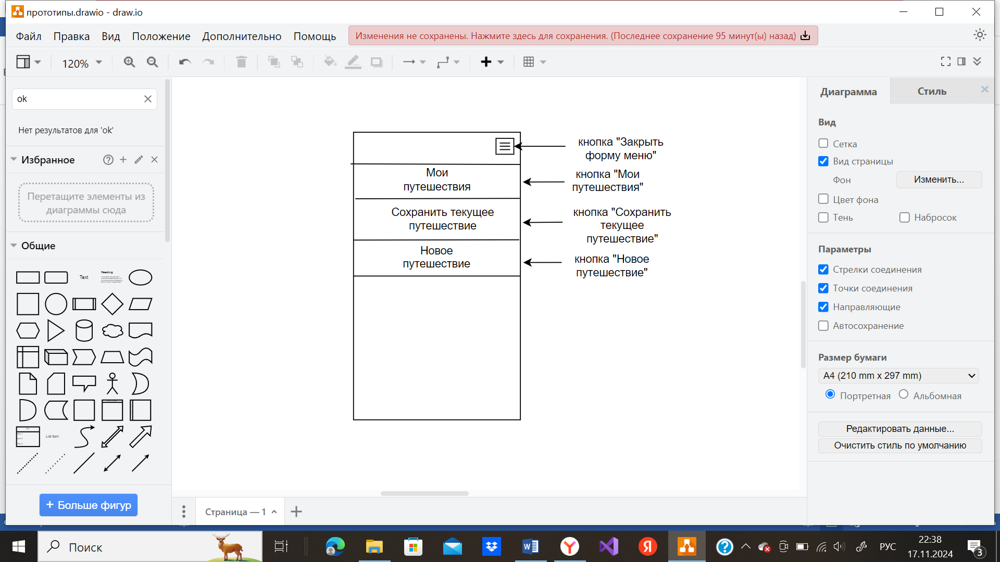 прототипы.drawio - draw.io
Файл Правка Вид Положение Дополнительно Помощь
Изменения не сохранены. Нажмите здесь для сохранения. (Последнее сохранение 95 минут(ы) назад)
120%
ok
Нет результатов для 'ok'
Избранное
Перетащите элементы из
диаграммы сюда
Общие
Text
Heading
List Item
+ Больше фигур
кнопка "Закрыть
форму меню"
Мои
путешествия
кнопка "Мои
путешествия"
Сохранить текущее
путешествие
кнопка "Сохранить
текущее
путешествие"
Новое
путешествие
кнопка "Новое
путешествие"
Страница — 1
Диаграмма
Стиль
Вид
Сетка
Вид страницы
Фон
Изменить...
Цвет фона
Тень
Набросок
Параметры
Стрелки соединения
Точки соединения
Направляющие
Автосохранение
Размер бумаги
A4 (210 mm x 297 mm)
Портретная
Альбомная
Редактировать данные...
Очистить стиль по умолчанию
Поиск
РУС
22:38
17.11.2024
3